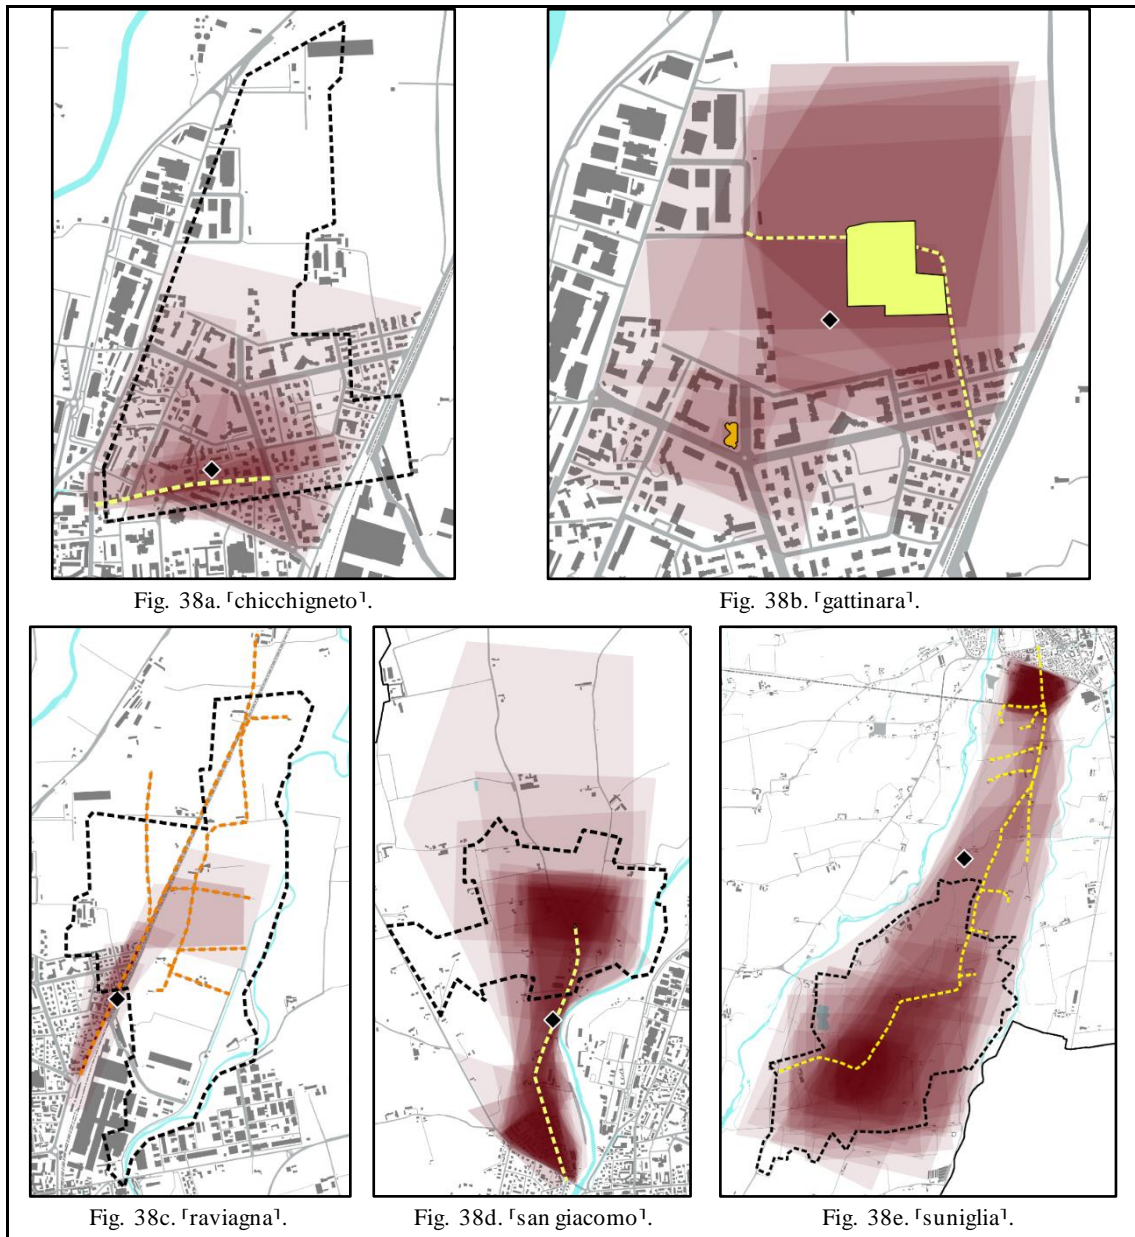 Fig. 38a. ⸢chicchigneto⸣.
Fig. 38b. ⸢gattinara⸣.
Fig. 38c. ⸢raviagna⸣.
Fig. 38d. ⸢san giacomo⸣.
Fig. 38e. ⸢suniglia⸣.